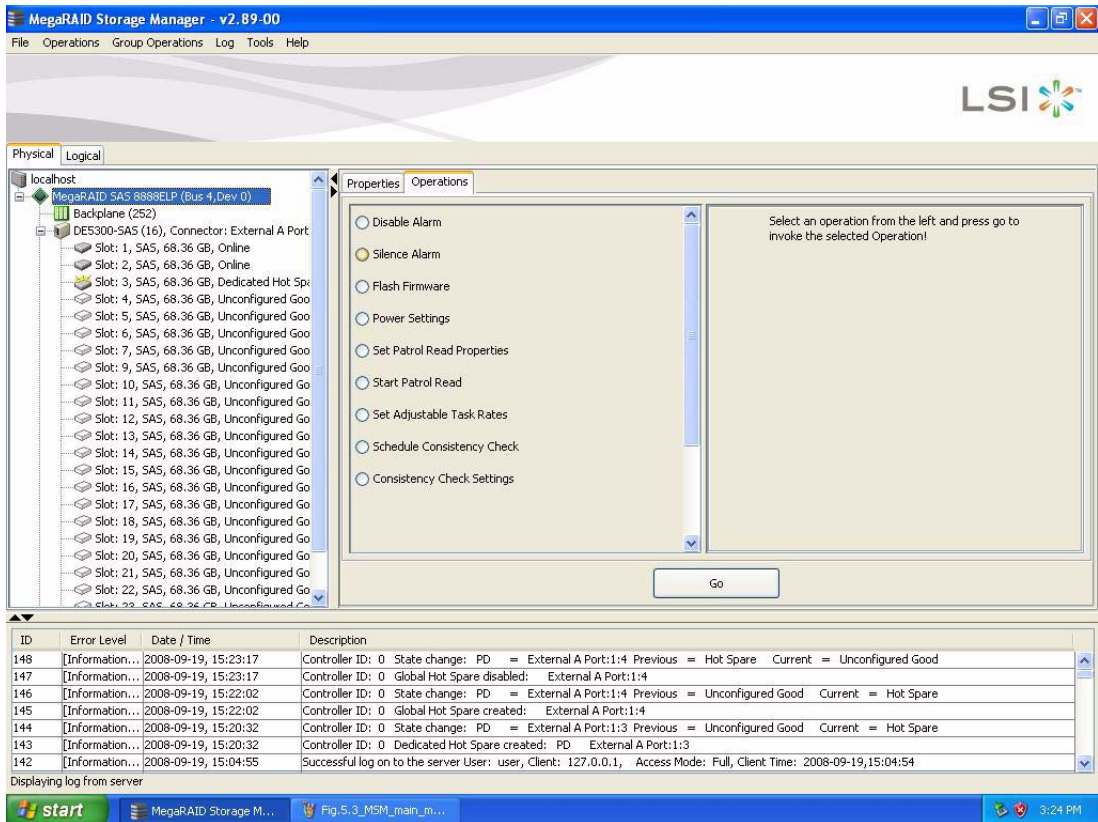 MegaRAID Storage Manager - v2.89-00
File Operations Group Operations Log Tools Help
LSI
Physical Logical
localhost
MegaRAID SAS 8888ELP (Bus 4,Dev 0)
Backplane (252)
DE5300-SAS (16), Connector: External A Port
Slot: 1, SAS, 68.36 GB, Online
Slot: 2, SAS, 68.36 GB, Online
Slot: 3, SAS, 68.36 GB, Dedicated Hot Spa
Slot: 4, SAS, 68.36 GB, Unconfigured Goo
Slot: 5, SAS, 68.36 GB, Unconfigured Goo
Slot: 6, SAS, 68.36 GB, Unconfigured Goo
Slot: 7, SAS, 68.36 GB, Unconfigured Goo
Slot: 9, SAS, 68.36 GB, Unconfigured Goo
Slot: 10, SAS, 68.36 GB, Unconfigured Go
Slot: 11, SAS, 68.36 GB, Unconfigured Go
Slot: 12, SAS, 68.36 GB, Unconfigured Go
Slot: 13, SAS, 68.36 GB, Unconfigured Go
Slot: 14, SAS, 68.36 GB, Unconfigured Go
Slot: 15, SAS, 68.36 GB, Unconfigured Go
Slot: 16, SAS, 68.36 GB, Unconfigured Go
Slot: 17, SAS, 68.36 GB, Unconfigured Go
Slot: 18, SAS, 68.36 GB, Unconfigured Go
Slot: 19, SAS, 68.36 GB, Unconfigured Go
Slot: 20, SAS, 68.36 GB, Unconfigured Go
Slot: 21, SAS, 68.36 GB, Unconfigured Go
Slot: 22, SAS, 68.36 GB, Unconfigured Go
Slot: 23, SAS, 68.36 GB, Unconfigured Go
Properties Operations
Disable Alarm
Silence Alarm
Flash Firmware
Power Settings
Set Patrol Read Properties
Start Patrol Read
Set Adjustable Task Rates
Schedule Consistency Check
Consistency Check Settings
Select an operation from the left and press go to
invoke the selected Operation!
Go
ID Error Level Date / Time Description
148 [Information... 2008-09-19, 15:23:17 Controller ID: 0 State change: PD = External A Port:1:4 Previous = Hot Spare Current = Unconfigured Good
147 [Information... 2008-09-19, 15:23:17 Controller ID: 0 Global Hot Spare disabled: External A Port:1:4
146 [Information... 2008-09-19, 15:22:02 Controller ID: 0 State change: PD = External A Port:1:4 Previous = Unconfigured Good Current = Hot Spare
145 [Information... 2008-09-19, 15:22:02 Controller ID: 0 Global Hot Spare created: External A Port:1:4
144 [Information... 2008-09-19, 15:20:32 Controller ID: 0 State change: PD = External A Port:1:3 Previous = Unconfigured Good Current = Hot Spare
143 [Information... 2008-09-19, 15:20:32 Controller ID: 0 Dedicated Hot Spare created: PD External A Port:1:3
142 [Information... 2008-09-19, 15:04:55 Successful log on to the server User: user, Client: 127.0.0.1, Access Mode: Full, Client Time: 2008-09-19,15:04:54
Displaying log from server
start MegaRAID Storage M... Fig.5.3_MSM_main_m... 3:24 PM